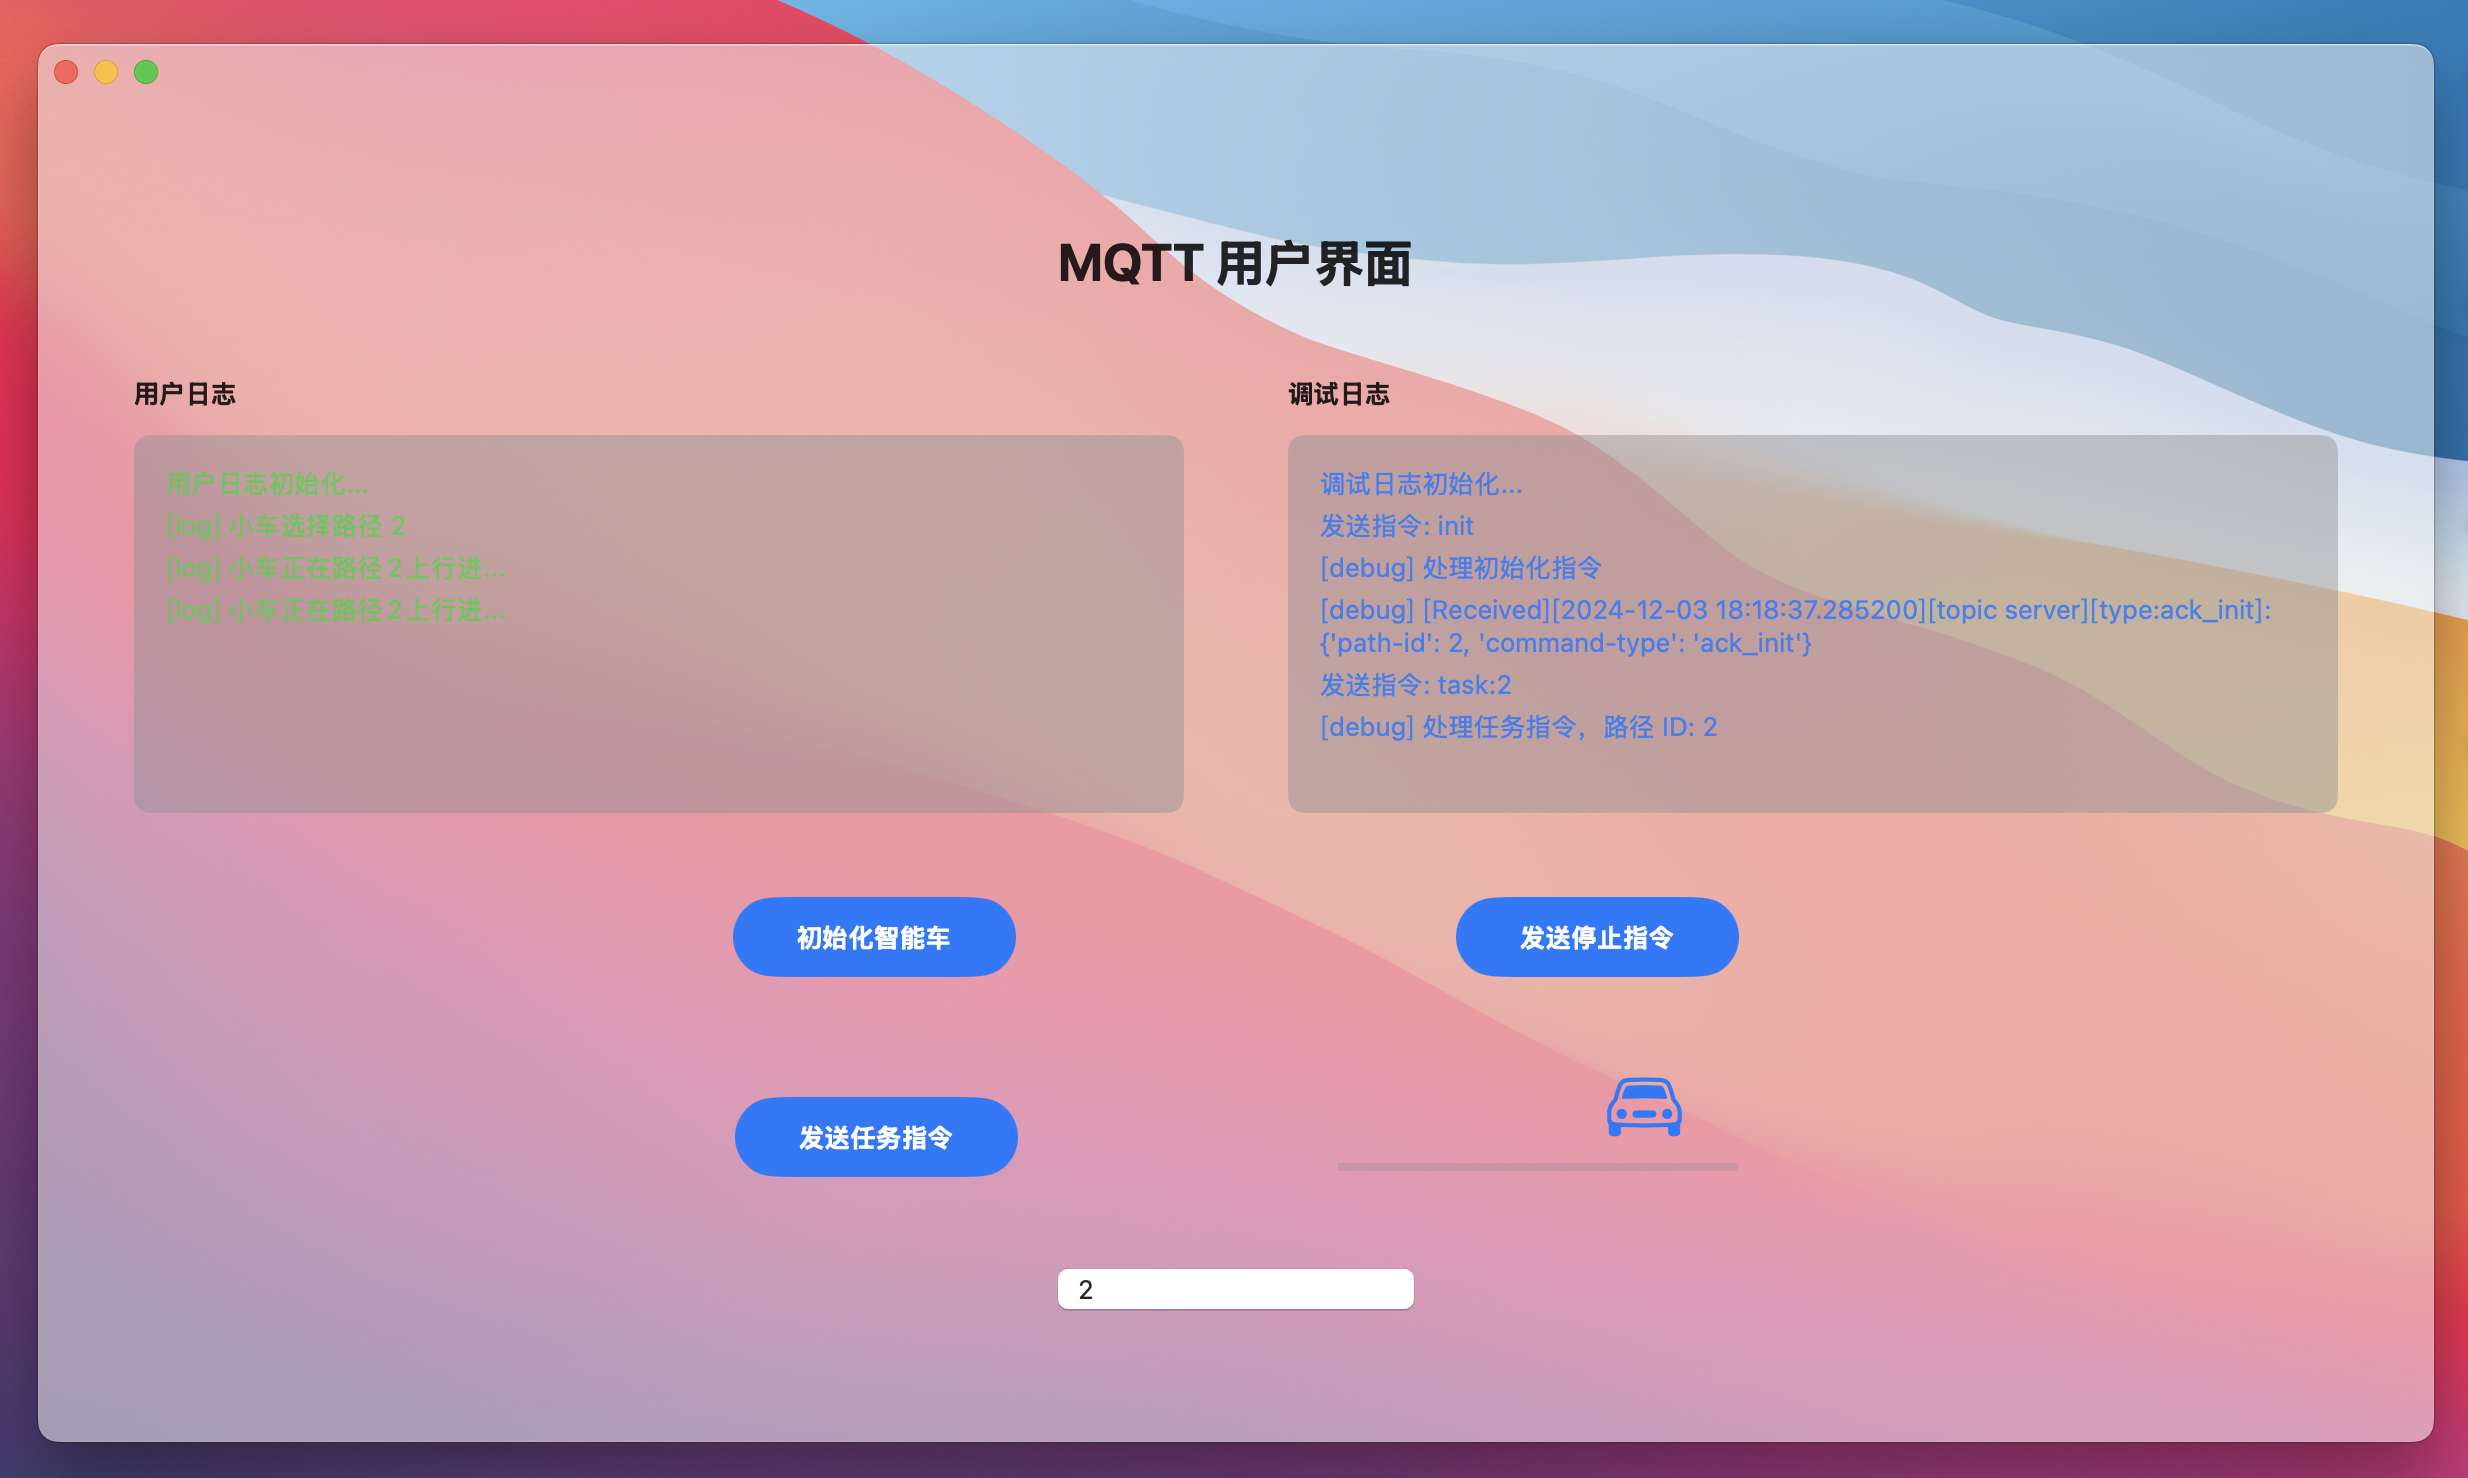 MQTT 用户界面
用户日志
用户日志初始化...
[log] 小车选择路径 2
[log] 小车正在路径 2 上行进...
[log] 小车正在路径 2 上行进...
调试日志
调试日志初始化...
发送指令: init
[debug] 处理初始化指令
[debug] [Received][2024-12-03 18:18:37.285200][topic server][type:ack_init]:
{'path-id': 2, 'command-type': 'ack_init'}
发送指令: task:2
[debug] 处理任务指令，路径 ID: 2
初始化智能车
发送停止指令
发送任务指令
2